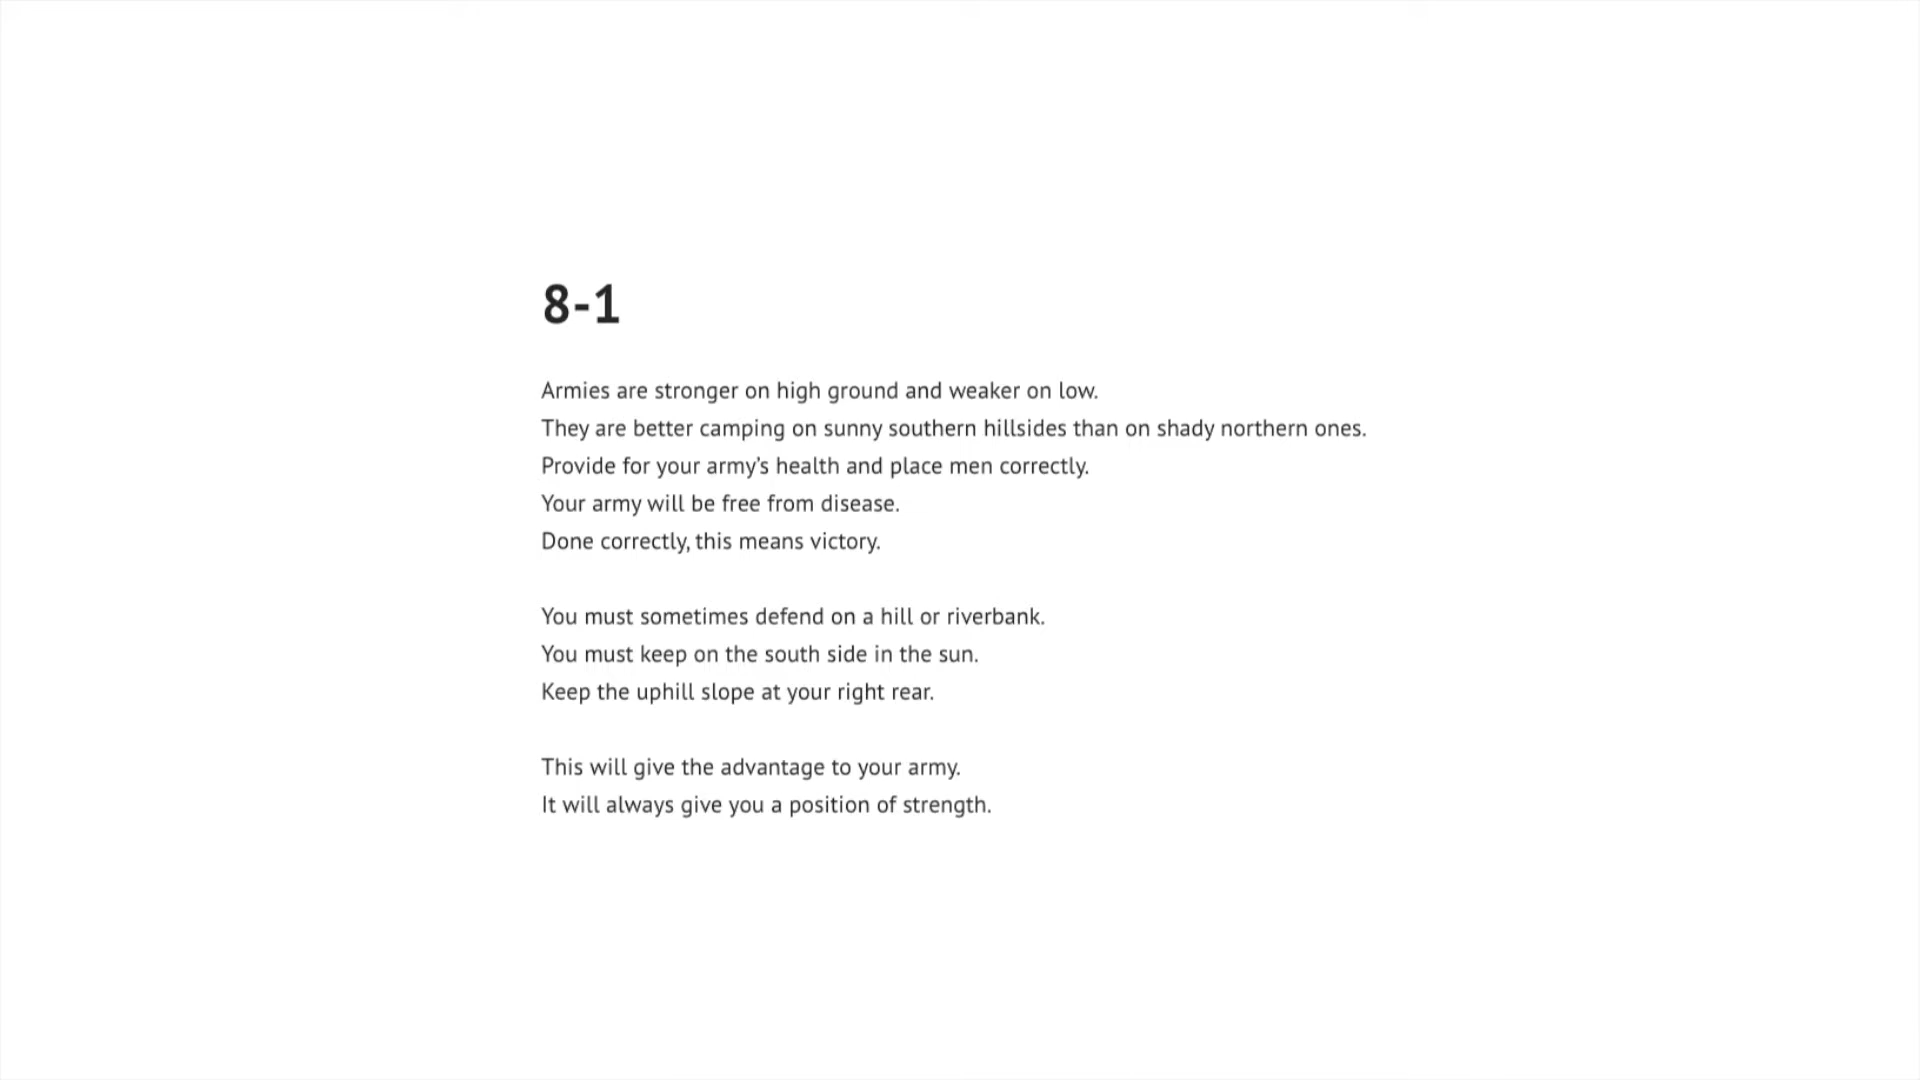 8-1
Armies are stronger on high ground and weaker on low.
They are better camping on sunny southern hillsides than on shady northern ones.
Provide for your army’s health and place men correctly.
Your army will be free from disease.
Done correctly, this means victory.
You must sometimes defend on a hill or riverbank.
You must keep on the south side in the sun.
Keep the uphill slope at your right rear.
This will give the advantage to your army.
It will always give you a position of strength.